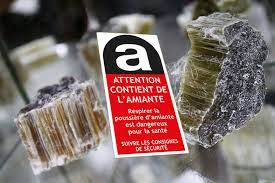 a
ATTENTION
CONTIENT DE
L'AMIANTE
Respirer la
poussière d'amiante
est dangereux
pour la santé
SUIVRE LES CONSIGNES
DE SÉCURITÉ